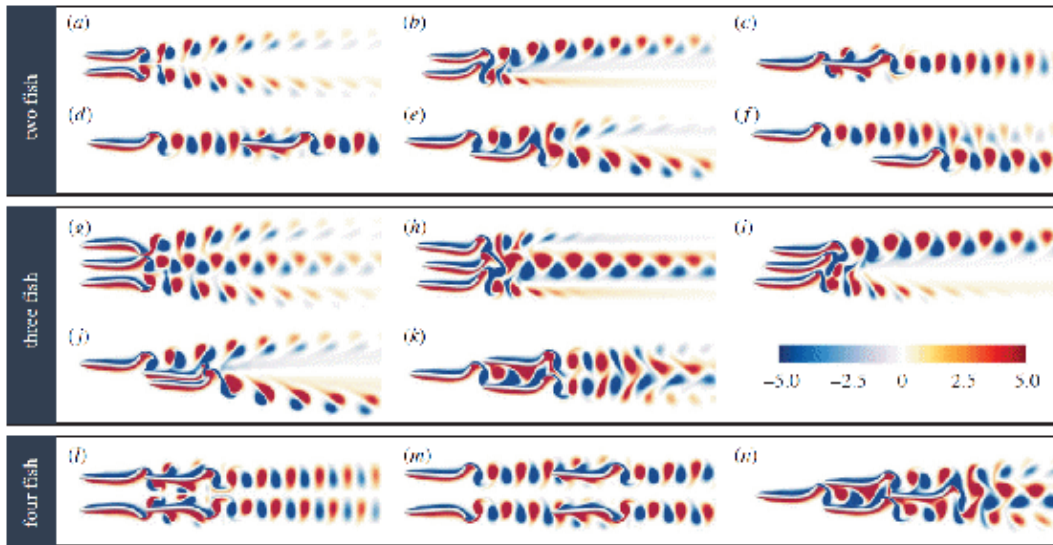 two fish
(a)
(b)
(c)
(d)
(e)
(f)
three fish
(g)
(h)
(i)
(j)
(k)
−5.0 −2.5 0 2.5 5.0
four fish
(l)
(m)
(n)